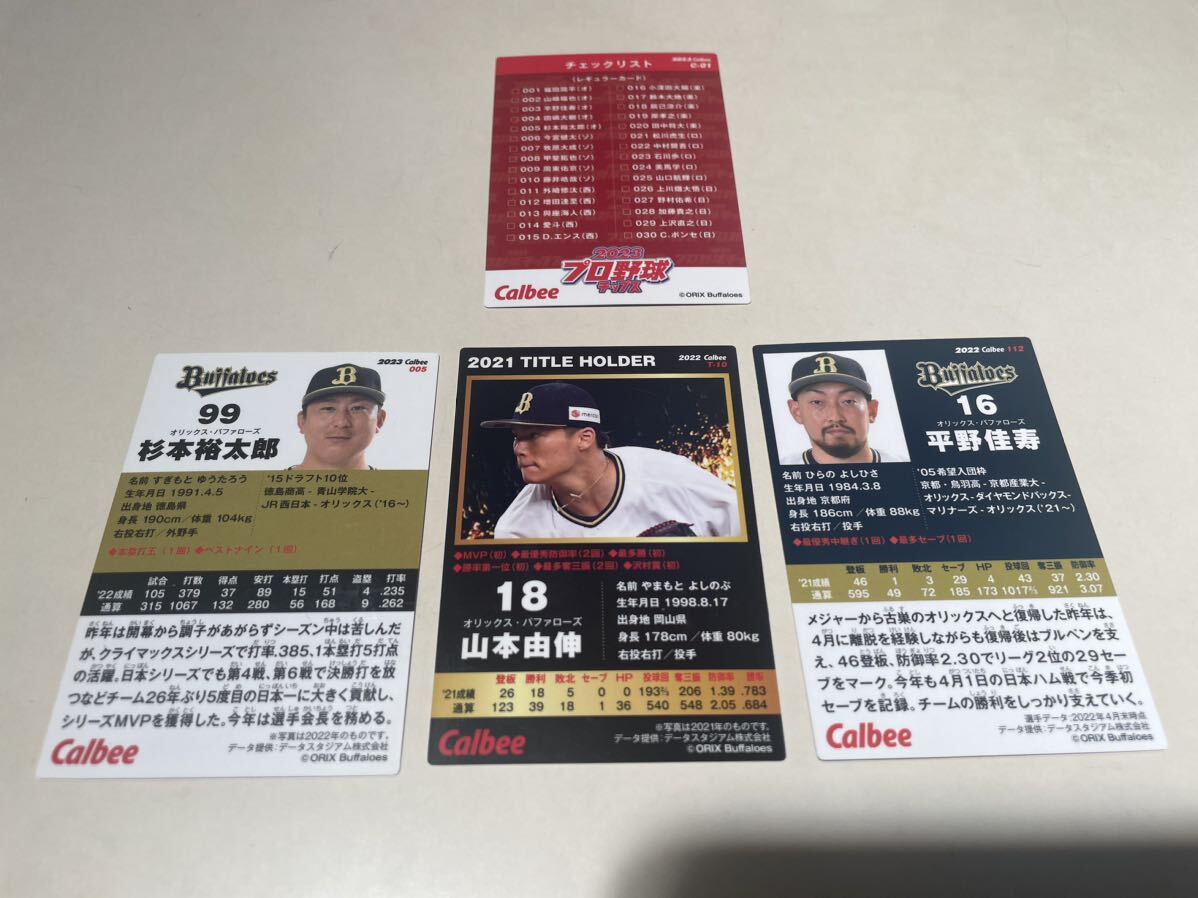 チェックリスト
2023 Calbee
C-01
(レギュラーカード)
□001 福田周平(オ)
□002 山崎福也(オ)
□003 平野佳寿(オ)
□004 田嶋大樹(オ)
□005 杉本裕太郎(オ)
□006 今宮健太(ソ)
□007 牧原大成(ソ)
□008 甲斐拓也(ソ)
□009 周東佑京(ソ)
□010 藤井皓哉(ソ)
□011 外崎修汰(西)
□012 増田達至(西)
□013 與座海人(西)
□014 愛斗(西)
□015 D.エンス(西)
□016 小深田大翔(楽)
□017 鈴木大地(楽)
□018 辰己涼介(楽)
□019 岸孝之(楽)
□020 田中将大(楽)
□021 松川虎生(ロ)
□022 中村奨吾(ロ)
□023 石川歩(ロ)
□024 美馬学(ロ)
□025 山口航輝(ロ)
□026 上川畑大悟(日)
□027 野村佑希(日)
□028 加藤貴之(日)
□029 上沢直之(日)
□030 C.ポンセ(日)
2023
プロ野球
チップス
Calbee
©ORIX Buffaloes
2023 Calbee
005
Buffaloes
99
オリックス・バファローズ
杉本裕太郎
B
名前 すぎもと ゆうたろう
生年月日 1991.4.5
出身地 徳島県
身長 190cm/体重 104kg
右投右打/外野手
'15ドラフト10位
徳島商高-青山学院大-
JR西日本-オリックス('16～)
◆本塁打王(1回) ◆ベストナイン(1回)
試合 打数 得点 安打 本塁打 打点 盗塁 打率
'22成績 105 379 37 89 15 51 4 .235
通算 315 1067 132 280 56 168 9 .262
昨年は開幕から調子があがらずシーズン中は苦しんだ
が、クライマックスシリーズで打率.385、1本塁打5打点
の活躍。日本シリーズでも第4戦、第6戦で決勝打を放
つなどチーム26年ぶり5度目の日本一に大きく貢献し、
シリーズMVPを獲得した。今年は選手会長を務める。
※写真は2022年のものです。
データ提供:データスタジアム株式会社
Calbee
©ORIX Buffaloes
2021 TITLE HOLDER
2022 Calbee
T-10
B
mercari
◆MVP(初) ◆最優秀防御率(2回) ◆最多勝(初)
◆勝率第一位(初) ◆最多奪三振(2回) ◆沢村賞(初)
18
オリックス・バファローズ
山本由伸
名前 やまもと よしのぶ
生年月日 1998.8.17
出身地 岡山県
身長 178cm/体重 80kg
右投右打/投手
登板 勝利 敗北 セーブ HP 投球回 奪三振 防御率 勝率
'21成績 26 18 5 0 0 193⅔ 206 1.39 .783
通算 123 39 18 1 36 540 548 2.05 .684
※写真は2021年のものです。
データ提供:データスタジアム株式会社
Calbee
©ORIX Buffaloes
2022 Calbee 112
B
Buffaloes
16
オリックス・バファローズ
平野佳寿
名前 ひらの よしひさ
生年月日 1984.3.8
出身地 京都府
身長 186cm/体重 88kg
右投右打/投手
'05希望入団枠
京都・鳥羽高-京都産業大-
オリックス-ダイヤモンドバックス-
マリナーズ-オリックス('21～)
◆最優秀中継ぎ(1回) ◆最多セーブ(1回)
登板 勝利 敗北 セーブ HP 投球回 奪三振 防御率
'21成績 46 1 3 29 4 43 37 2.30
通算 595 49 72 185 173 1017⅔ 921 3.07
メジャーから古巣のオリックスへと復帰した昨年は、
4月に離脱を経験しながらも復帰後はブルペンを支
え、46登板、防御率2.30でリーグ2位の29セー
ブをマーク。今年も4月1日の日本ハム戦で今季初
セーブを記録。チームの勝利をしっかり支えていく。
選手データ:2022年4月末時点
データ提供:データスタジアム株式会社
Calbee
©ORIX Buffaloes